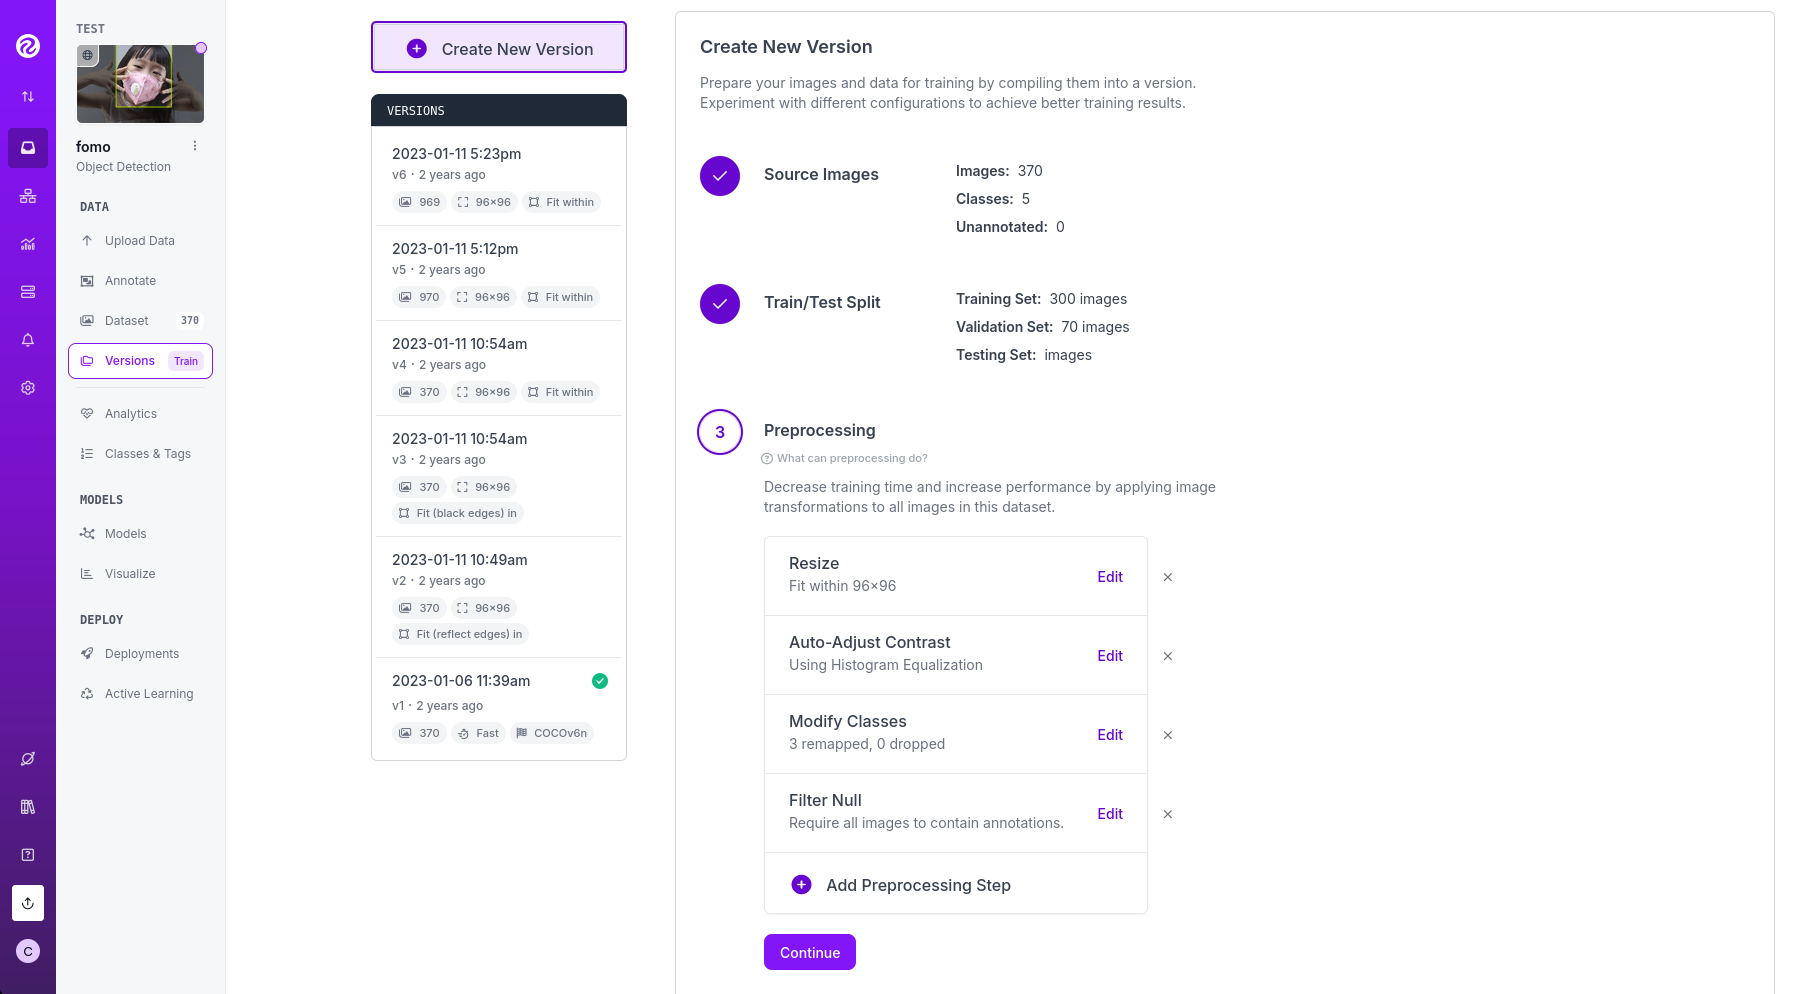 TEST
fomo
Object Detection
DATA
Upload Data
Annotate
Dataset 370
Versions Train
Analytics
Classes & Tags
MODELS
Models
Visualize
DEPLOY
Deployments
Active Learning
C
Create New Version
VERSIONS
2023-01-11 5:23pm
v6 · 2 years ago
969 96×96 Fit within
2023-01-11 5:12pm
v5 · 2 years ago
970 96×96 Fit within
2023-01-11 10:54am
v4 · 2 years ago
370 96×96 Fit within
2023-01-11 10:54am
v3 · 2 years ago
370 96×96
Fit (black edges) in
2023-01-11 10:49am
v2 · 2 years ago
370 96×96
Fit (reflect edges) in
2023-01-06 11:39am
v1 · 2 years ago
370 Fast COCOv6n
Create New Version
Prepare your images and data for training by compiling them into a version.
Experiment with different configurations to achieve better training results.
Source Images
Images: 370
Classes: 5
Unannotated: 0
Train/Test Split
Training Set: 300 images
Validation Set: 70 images
Testing Set: images
3
Preprocessing
What can preprocessing do?
Decrease training time and increase performance by applying image
transformations to all images in this dataset.
Resize
Fit within 96×96
Edit ×
Auto-Adjust Contrast
Using Histogram Equalization
Edit ×
Modify Classes
3 remapped, 0 dropped
Edit ×
Filter Null
Require all images to contain annotations.
Edit ×
Add Preprocessing Step
Continue